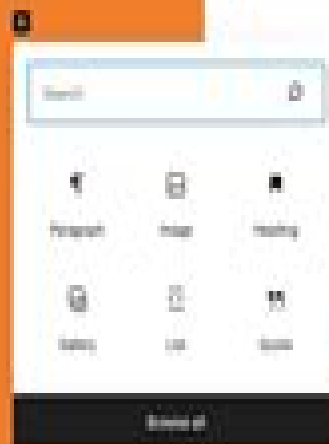 Search
Paragraph
Image
Heading
Gallery
List
Quote
Browse all